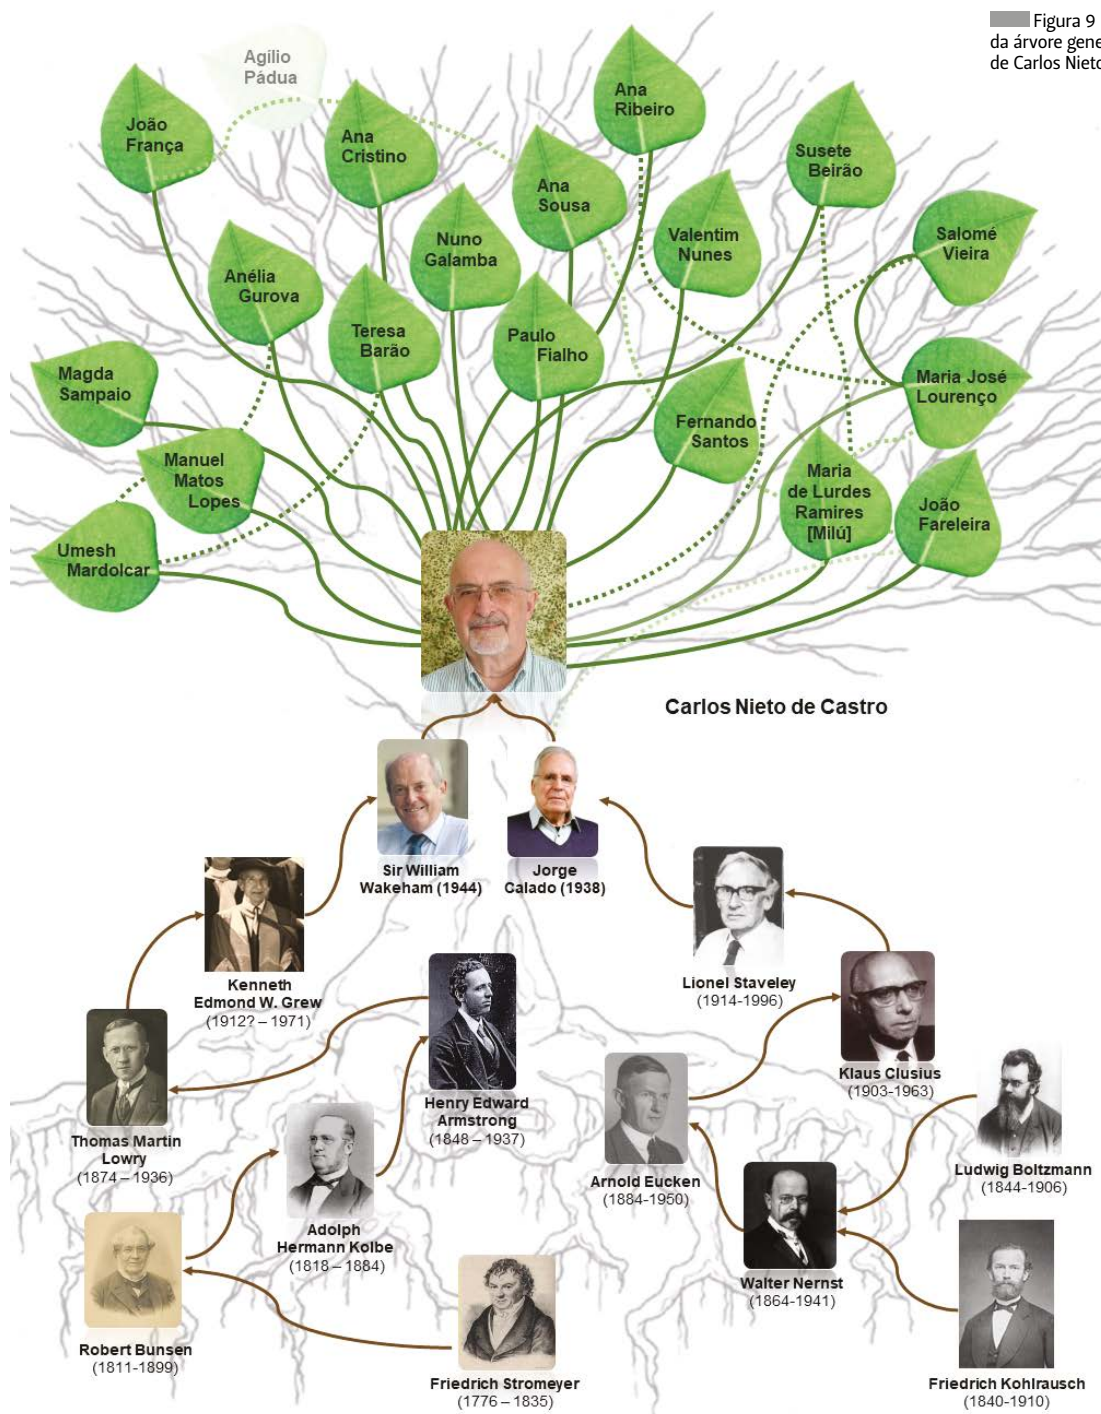 Figura 9
da árvore gene
de Carlos Nieto
Agílio
Pádua
João
França
Ana
Cristino
Ana
Ribeiro
Ana
Sousa
Susete
Beirão
Nuno
Galamba
Valentim
Nunes
Salomé
Vieira
Anélia
Gurova
Teresa
Barão
Paulo
Fialho
Magda
Sampaio
Maria José
Lourenço
Fernando
Santos
Manuel
Matos
Lopes
Maria
de Lurdes
Ramires
[Milú]
João
Fareleira
Umesh
Mardolcar
Carlos Nieto de Castro
Sir William
Wakeham (1944)
Jorge
Calado (1938)
Kenneth
Edmond W. Grew
(1912? – 1971)
Lionel Staveley
(1914-1996)
Klaus Clusius
(1903-1963)
Henry Edward
Armstrong
(1848 – 1937)
Thomas Martin
Lowry
(1874 – 1936)
Arnold Eucken
(1884-1950)
Ludwig Boltzmann
(1844-1906)
Adolph
Hermann Kolbe
(1818 – 1884)
Walter Nernst
(1864-1941)
Robert Bunsen
(1811-1899)
Friedrich Stromeyer
(1776 – 1835)
Friedrich Kohlrausch
(1840-1910)